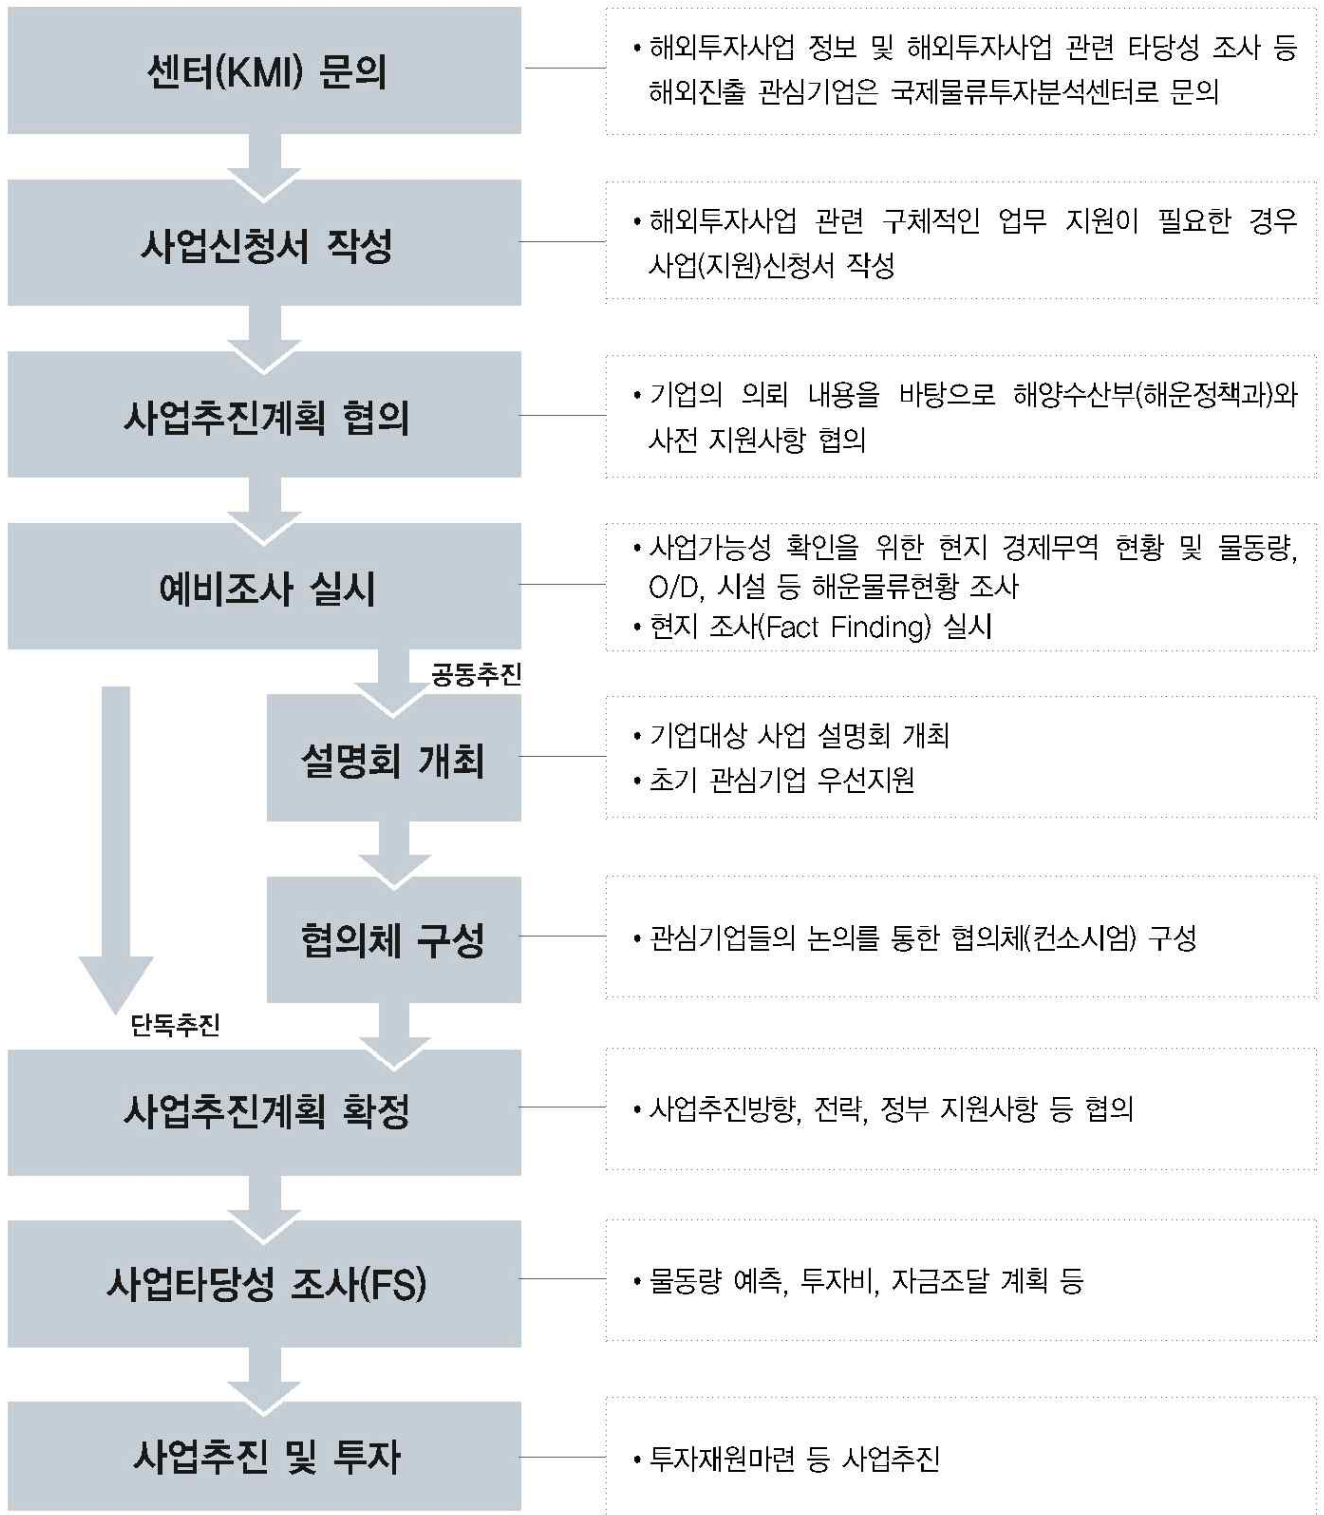 센터(KMI) 문의
• 해외투자사업 정보 및 해외투자사업 관련 타당성 조사 등
해외진출 관심기업은 국제물류투자분석센터로 문의
사업신청서 작성
• 해외투자사업 관련 구체적인 업무 지원이 필요한 경우
사업(지원)신청서 작성
사업추진계획 협의
• 기업의 의뢰 내용을 바탕으로 해양수산부(해운정책과)와
사전 지원사항 협의
예비조사 실시
• 사업가능성 확인을 위한 현지 경제무역 현황 및 물동량,
O/D, 시설 등 해운물류현황 조사
• 현지 조사(Fact Finding) 실시
공동추진
설명회 개최
• 기업대상 사업 설명회 개최
• 초기 관심기업 우선지원
협의체 구성
• 관심기업들의 논의를 통한 협의체(컨소시엄) 구성
단독추진
사업추진계획 확정
• 사업추진방향, 전략, 정부 지원사항 등 협의
사업타당성 조사(FS)
• 물동량 예측, 투자비, 자금조달 계획 등
사업추진 및 투자
• 투자재원마련 등 사업추진